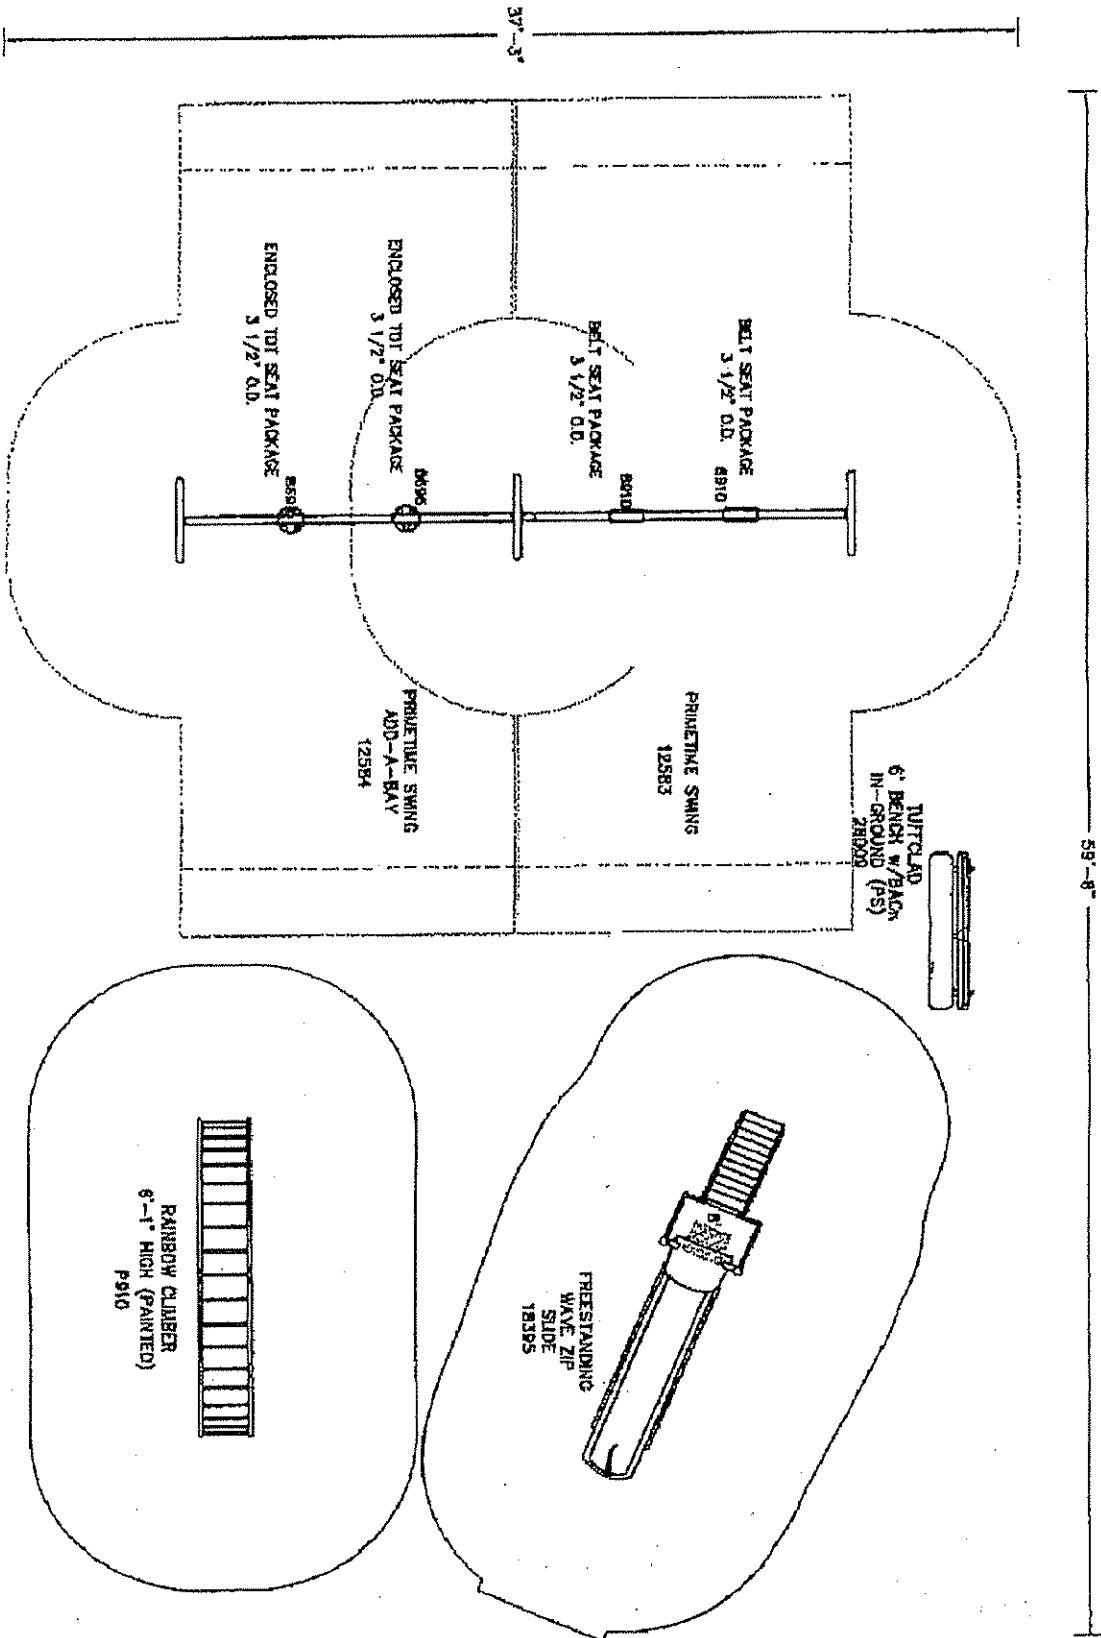 37'-3"
59'-8"
ENCLOSED TOT SEAT PACKAGE
3 1/2" O.D.
ENCLOSED TOT SEAT PACKAGE
3 1/2" O.D.
BELT SEAT PACKAGE
3 1/2" O.D.
BELT SEAT PACKAGE
3 1/2" O.D.
8910
8910
PRIMETIME SWING
ADD-A-BAY
12584
PRIMETIME SWING
12583
TUFFCLAD
6' BENCH W/BACK
IN-GROUND (PS)
FREESTANDING
WAVE ZIP
SLIDE
18395
RAINBOW CLIMBER
6'-1" HIGH (PAINTED)
P910